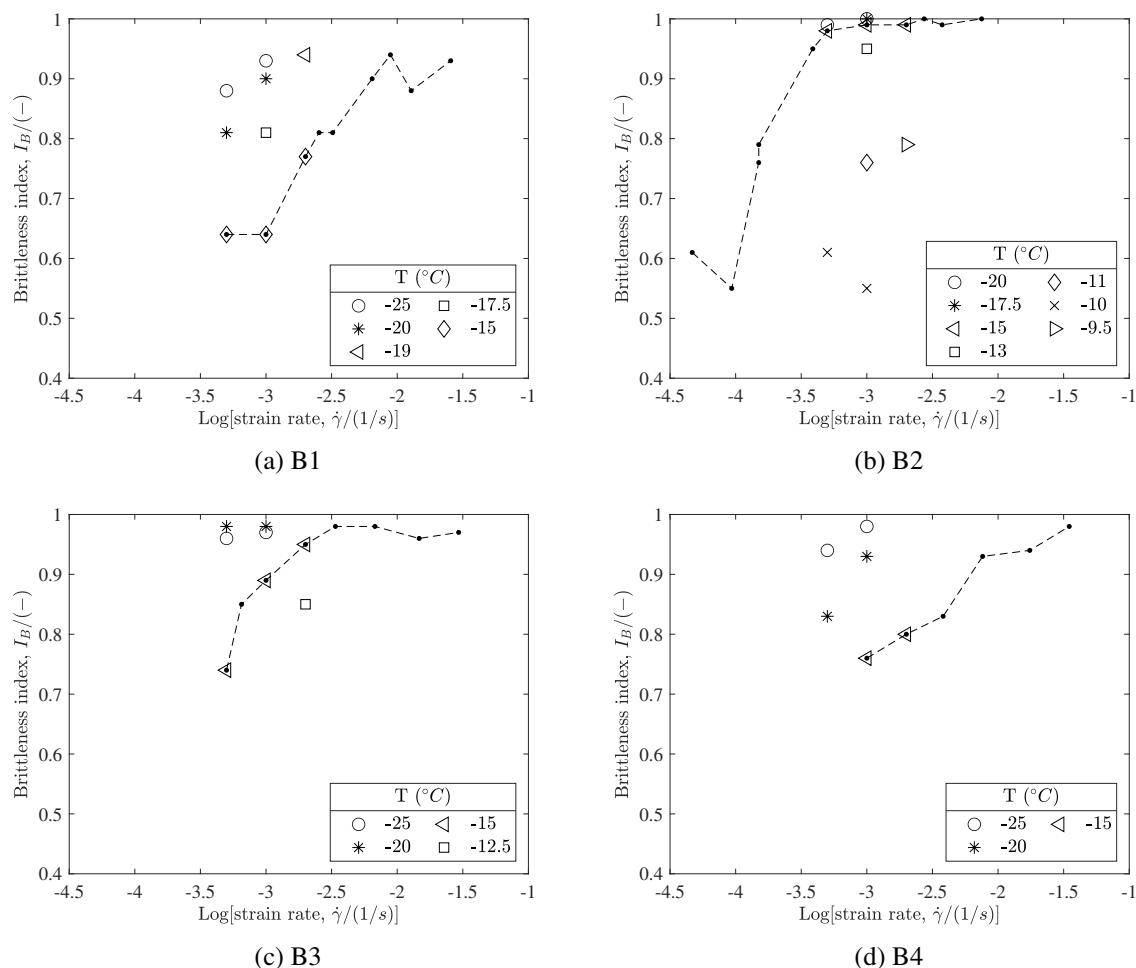 1
0.9
0.8
0.7
0.6
0.5
0.4
Brittleness index, I_B/(−)
T (°C)
-25 -17.5
-20 -15
-19
-4.5 -4 -3.5 -3 -2.5 -2 -1.5 -1
Log[strain rate, γ̇/(1/s)]
(a) B1
1
0.9
0.8
0.7
0.6
0.5
0.4
Brittleness index, I_B/(−)
T (°C)
-20 -11
-17.5 -10
-15 -9.5
-13
-4.5 -4 -3.5 -3 -2.5 -2 -1.5 -1
Log[strain rate, γ̇/(1/s)]
(b) B2
1
0.9
0.8
0.7
0.6
0.5
0.4
Brittleness index, I_B/(−)
T (°C)
-25 -15
-20 -12.5
-4.5 -4 -3.5 -3 -2.5 -2 -1.5 -1
Log[strain rate, γ̇/(1/s)]
(c) B3
1
0.9
0.8
0.7
0.6
0.5
0.4
Brittleness index, I_B/(−)
T (°C)
-25 -15
-20
-4.5 -4 -3.5 -3 -2.5 -2 -1.5 -1
Log[strain rate, γ̇/(1/s)]
(d) B4